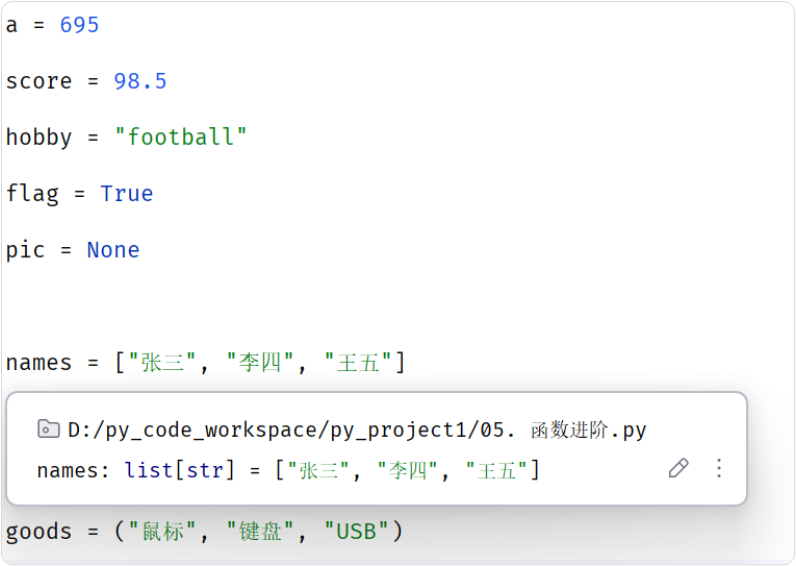 a = 695
score = 98.5
hobby = "football"
flag = True
pic = None
names = ["张三", "李四", "王五"]
D:/py_code_workspace/py_project1/05. 函数进阶.py
names: list[str] = ["张三", "李四", "王五"]
goods = ("鼠标", "键盘", "USB")